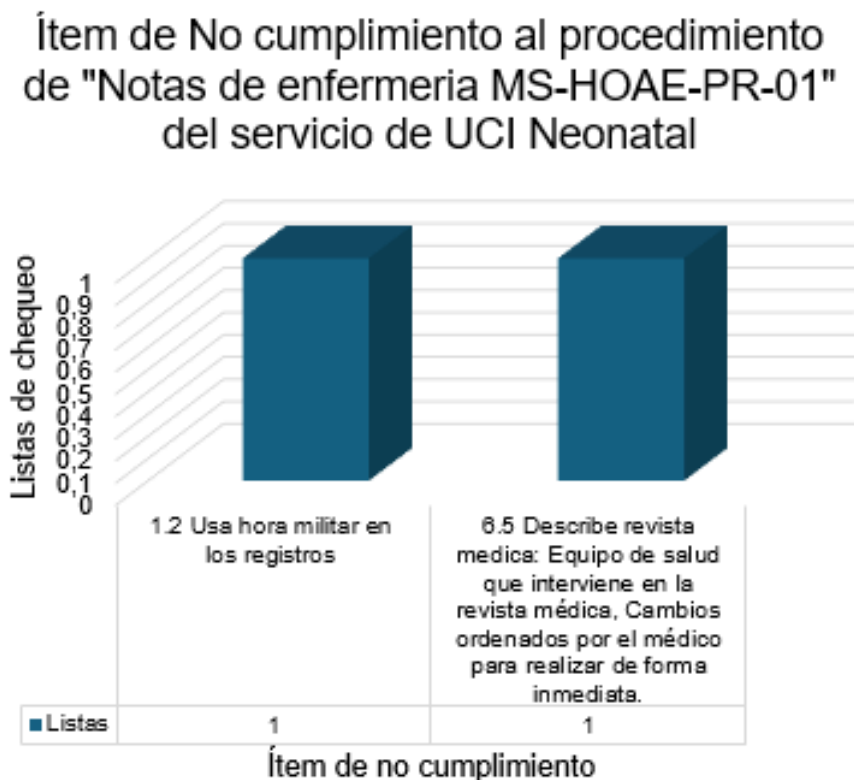 Ítem de No cumplimiento al procedimiento
de "Notas de enfermeria MS-HOAE-PR-01"
del servicio de UCI Neonatal
Listas de chequeo
1
0,9
0,8
0,7
0,6
0,5
0,4
0,3
0,2
0,1
0
1.2 Usa hora militar en
los registros
6.5 Describe revista
medica: Equipo de salud
que interviene en la
revista médica, Cambios
ordenados por el médico
para realizar de forma
inmediata.
Listas 1 1
Ítem de no cumplimiento